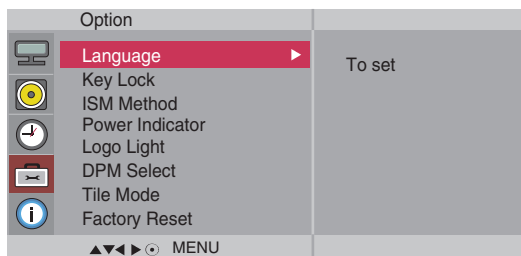 Option
Language
To set
Key Lock
ISM Method
Power Indicator
Logo Light
DPM Select
Tile Mode
Factory Reset
MENU